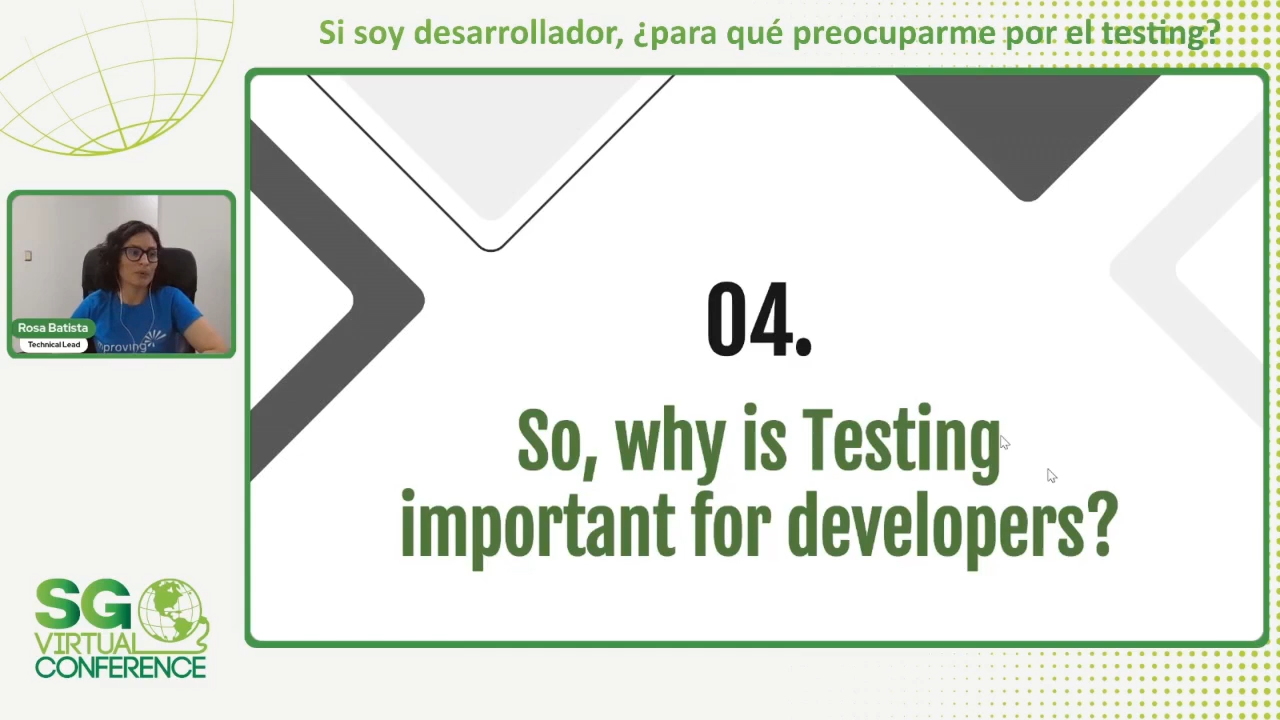 Si soy desarrollador, ¿para qué preocuparme por el testing?
04.
So, why is Testing
important for developers?
proving
Rosa Batista
Technical Lead
SG
VIRTUAL
CONFERENCE